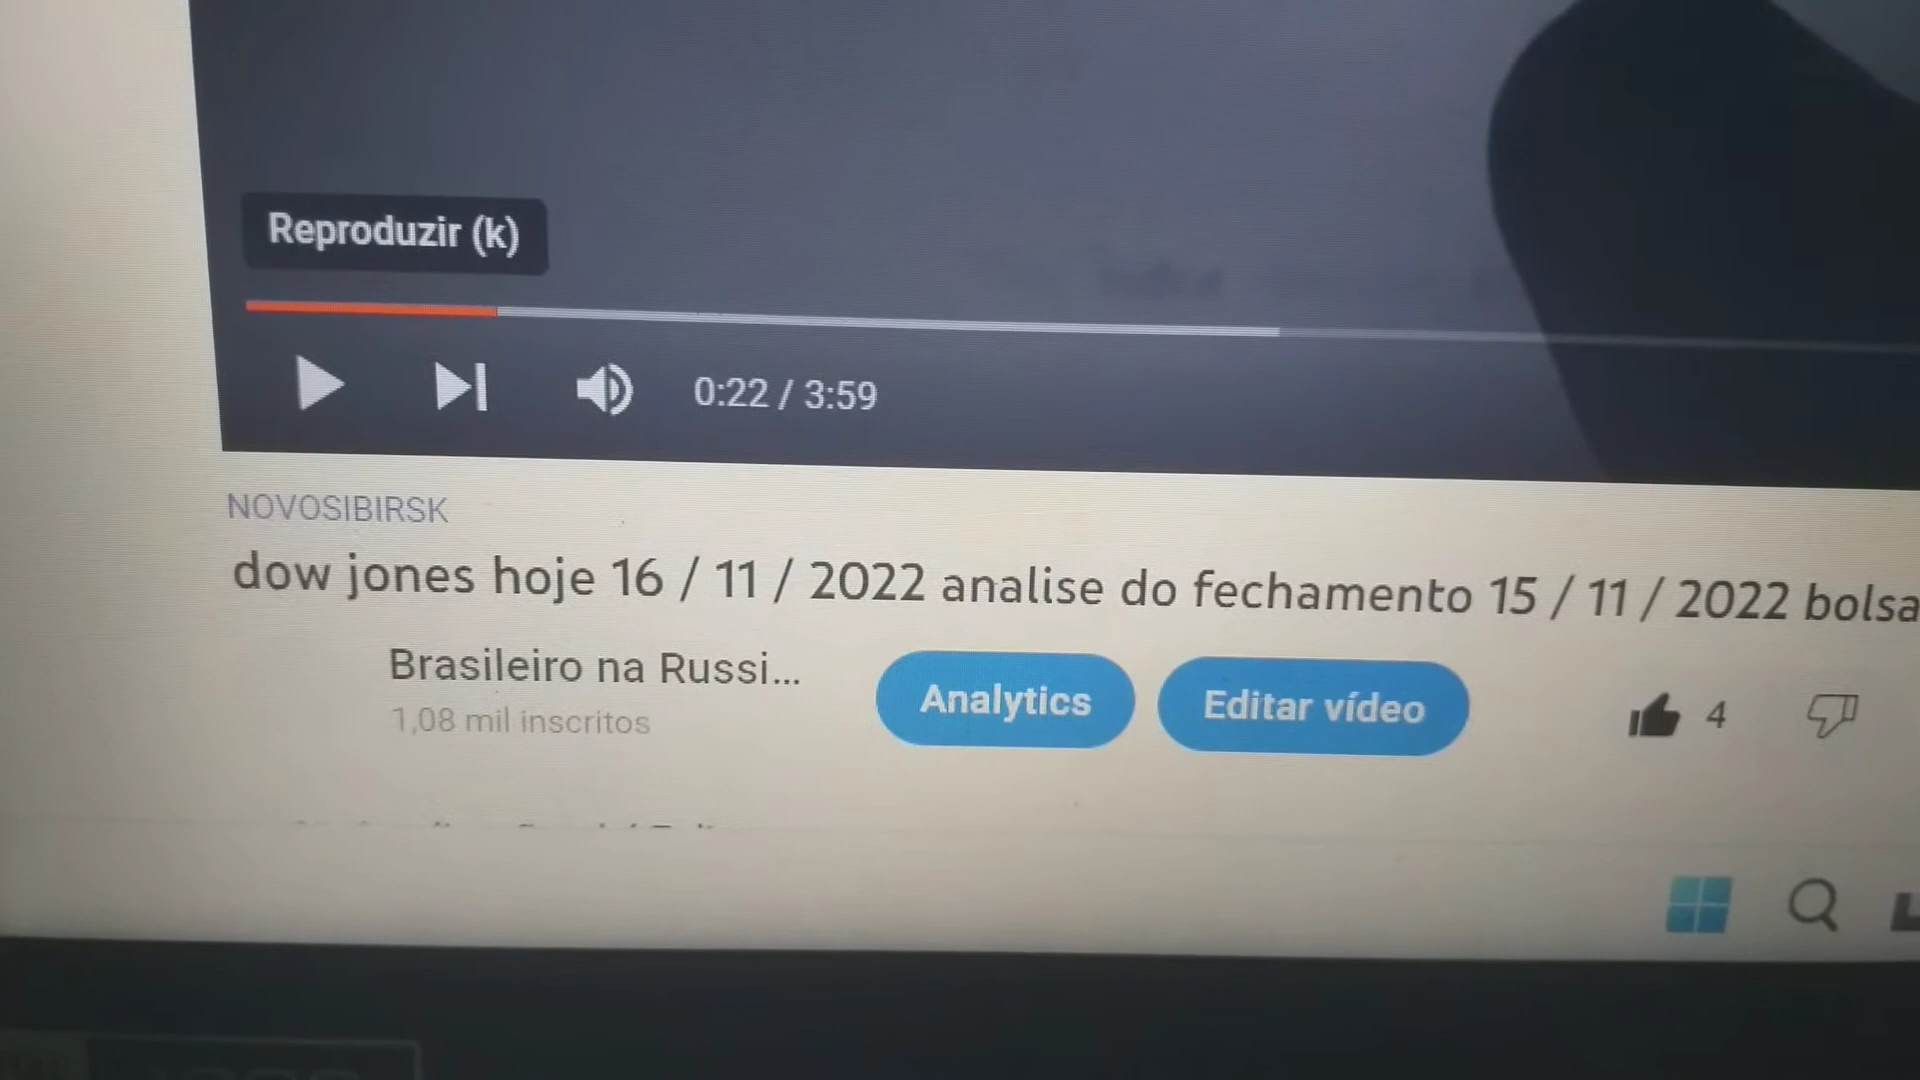 Reproduzir (k)
0:22 / 3:59
NOVOSIBIRSK
dow jones hoje 16 / 11 / 2022 analise do fechamento 15 / 11 / 2022 bolsa
Brasileiro na Russi...
1,08 mil inscritos
Analytics
Editar vídeo
4